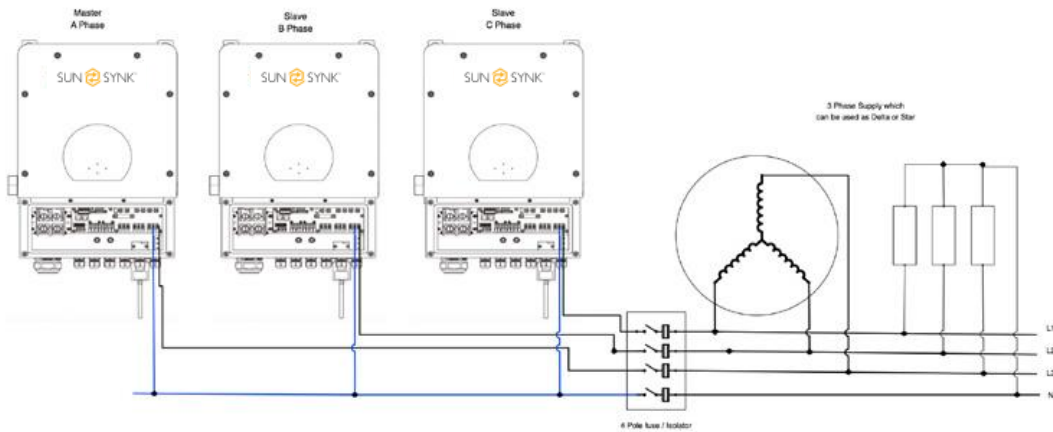 Master
A Phase
Slave
B Phase
Slave
C Phase
SUN SYNK
SUN SYNK
SUN SYNK
3 Phase Supply which
can be used as Delta or Star
L1
L2
L3
N
4 Pole fuse / Isolator